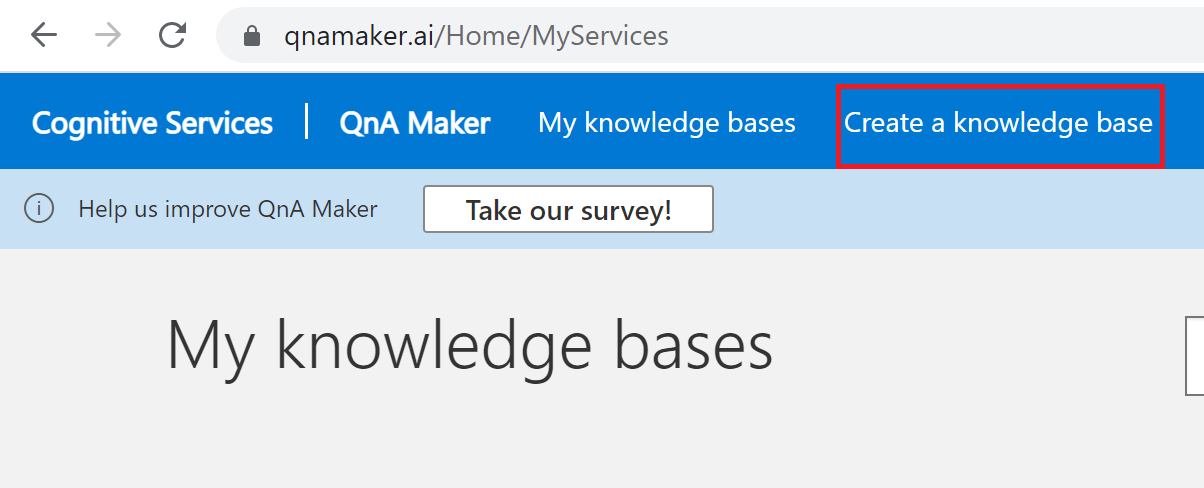 qnamaker.ai/Home/MyServices
Cognitive Services | QnA Maker My knowledge bases Create a knowledge base
Help us improve QnA Maker Take our survey!
My knowledge bases